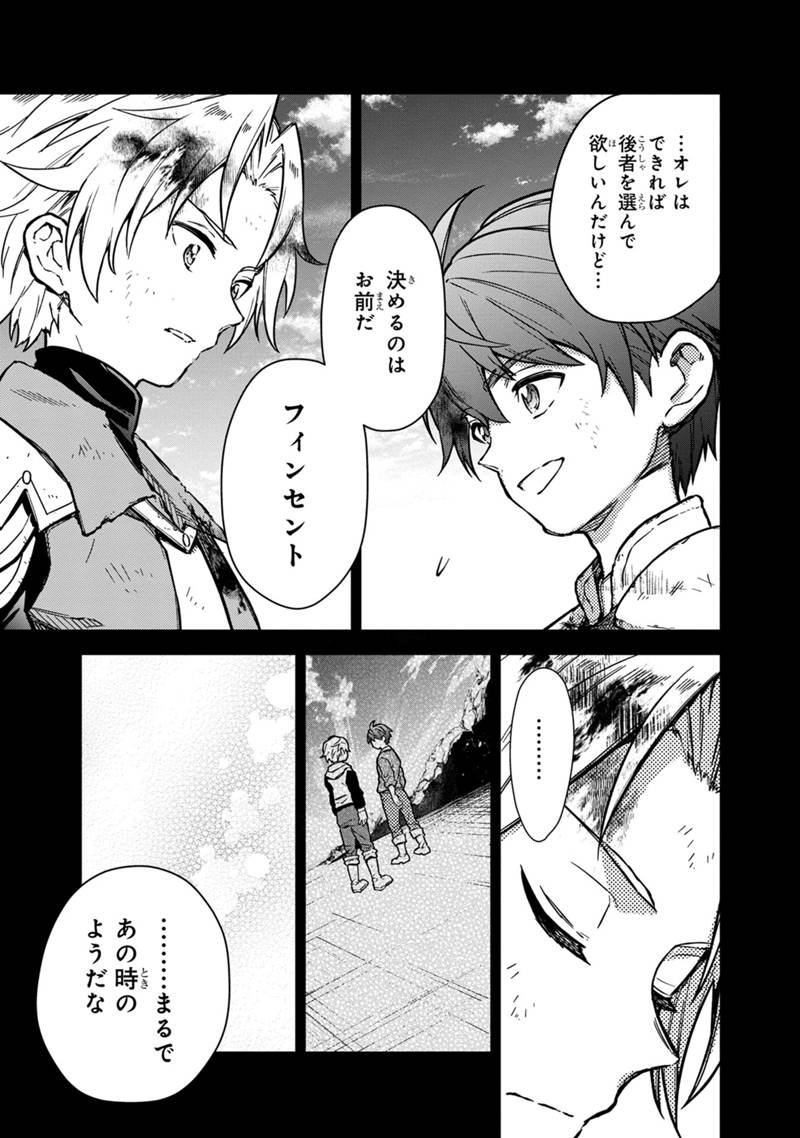 …オレは
できれば
後者を選んで
欲しいんだけど…
決めるのは
お前だ
フィンセント
………
………まるで
あの時の
ようだな